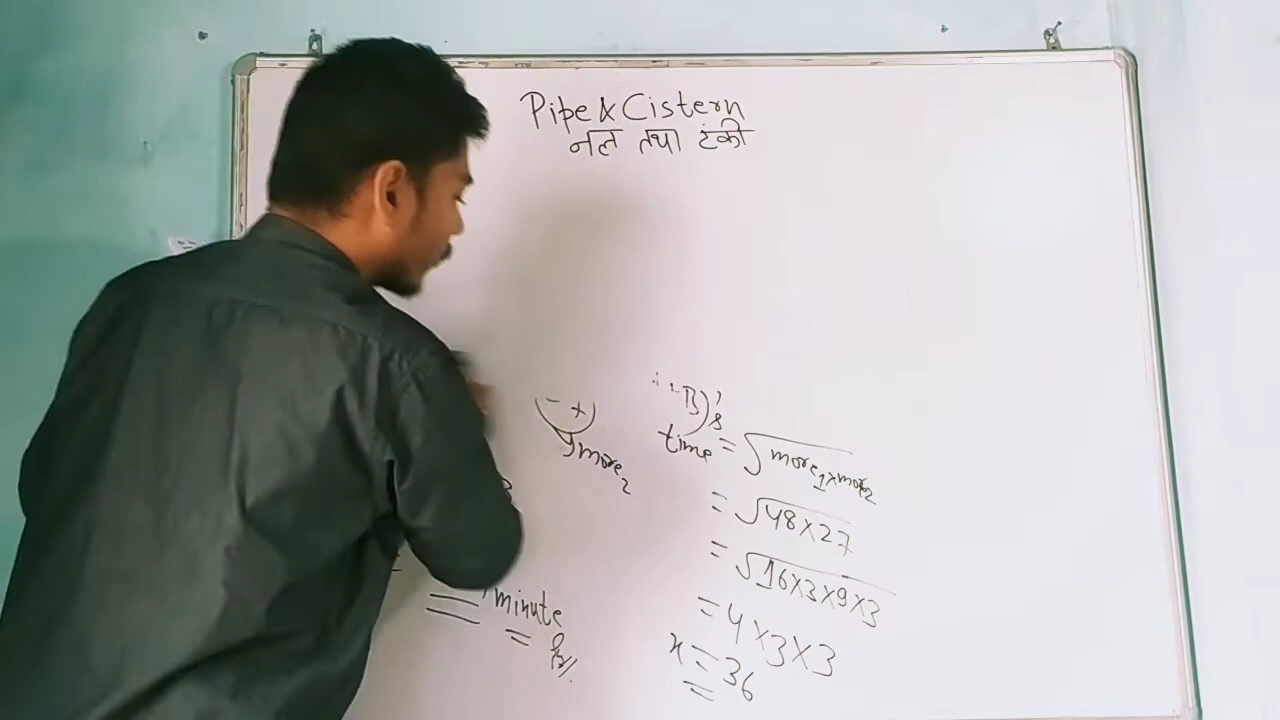 Pipe & Cistern
नल तथा टंकी
- +
more₂
B)'s
time = √more₁×more₂
= √48×27
= √16×3×9×3
= 4×3×3
x = 36
minute